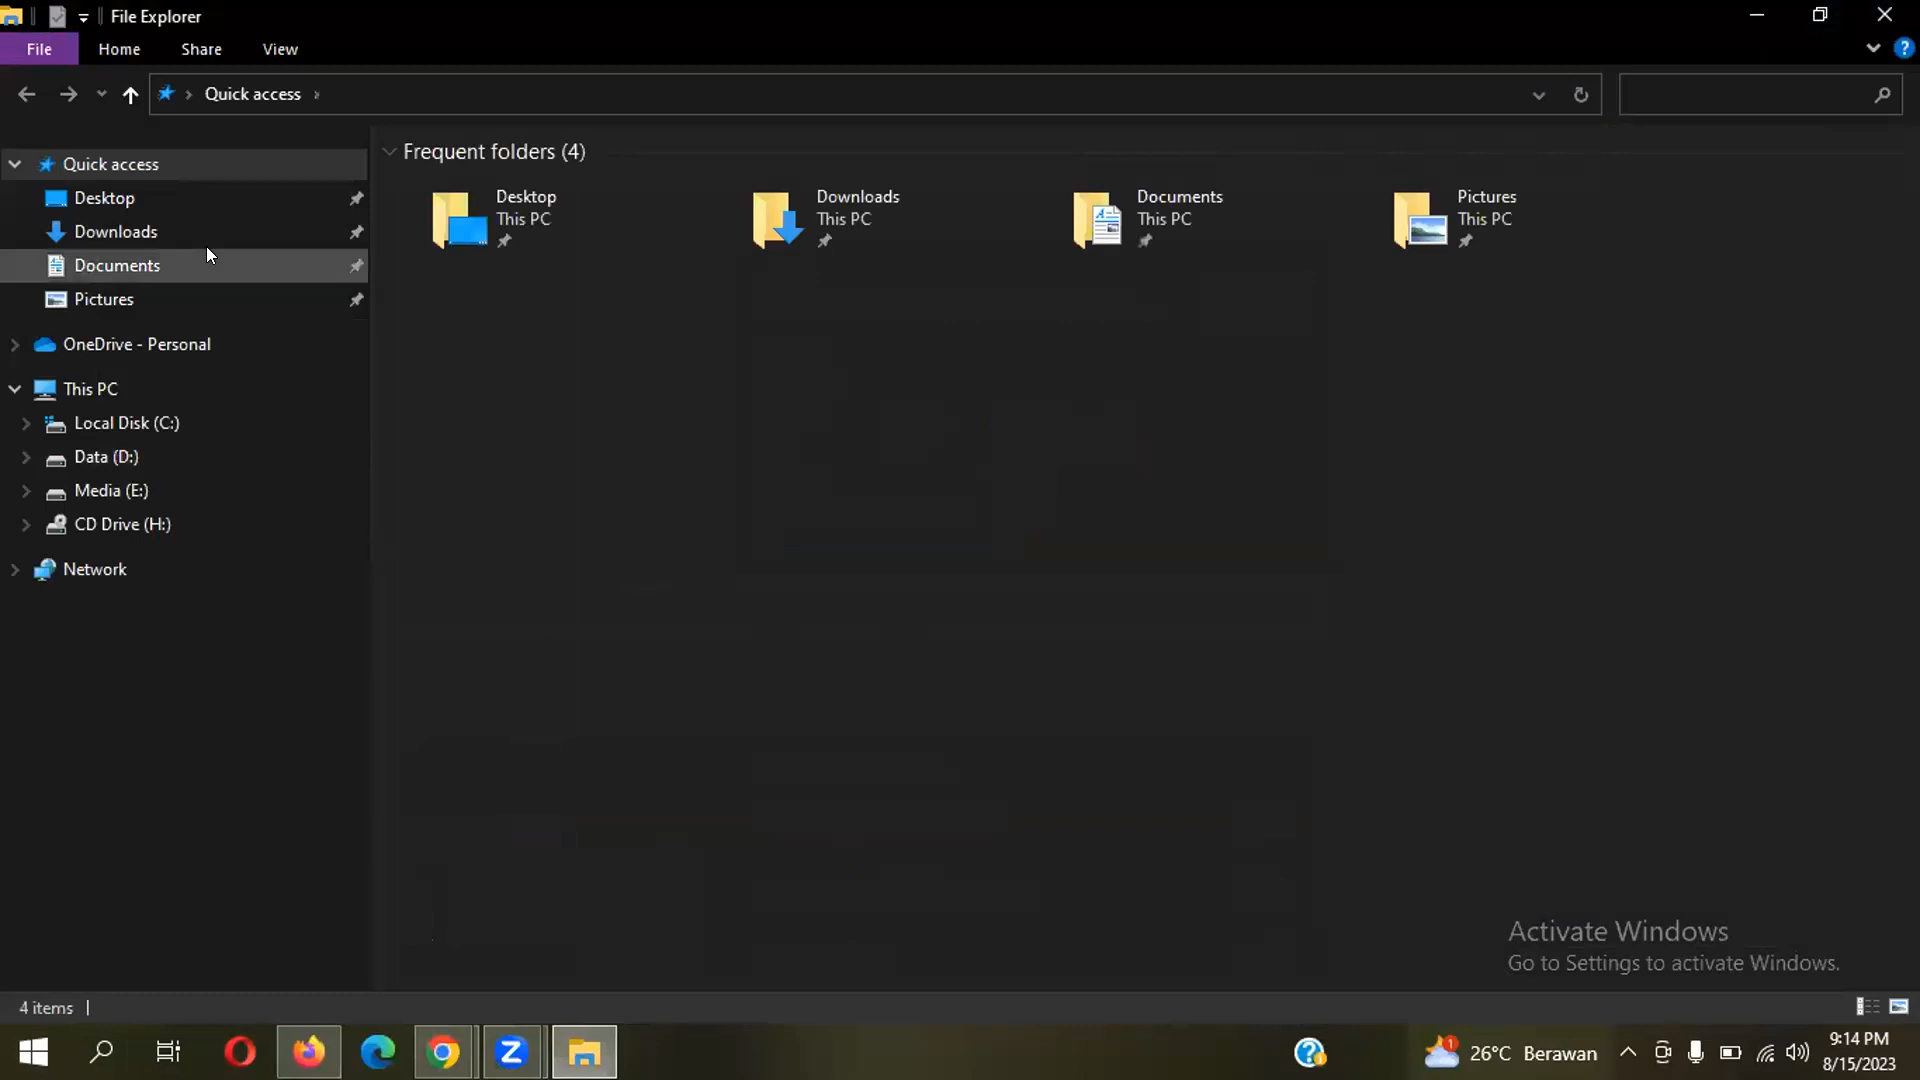 File Explorer
File Home Share View
Quick access
Quick access
Desktop
Downloads
Documents
Pictures
OneDrive - Personal
This PC
Local Disk (C:)
Data (D:)
Media (E:)
CD Drive (H:)
Network
Frequent folders (4)
Desktop
This PC
Downloads
This PC
Documents
This PC
Pictures
This PC
Activate Windows
Go to Settings to activate Windows.
4 items
26°C Berawan
9:14 PM
8/15/2023